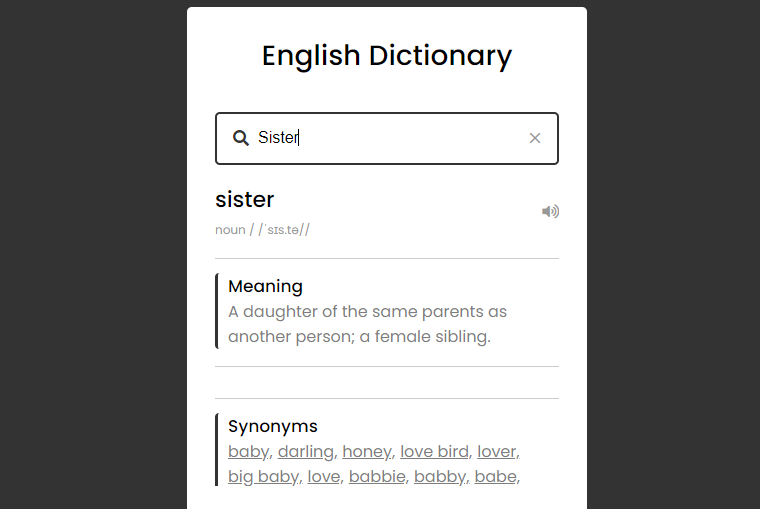 English Dictionary
Sister
sister
noun / /ˈsɪs.tə//
Meaning
A daughter of the same parents as
another person; a female sibling.
Synonyms
baby, darling, honey, love bird, lover,
big baby, love, babbie, babby, babe,